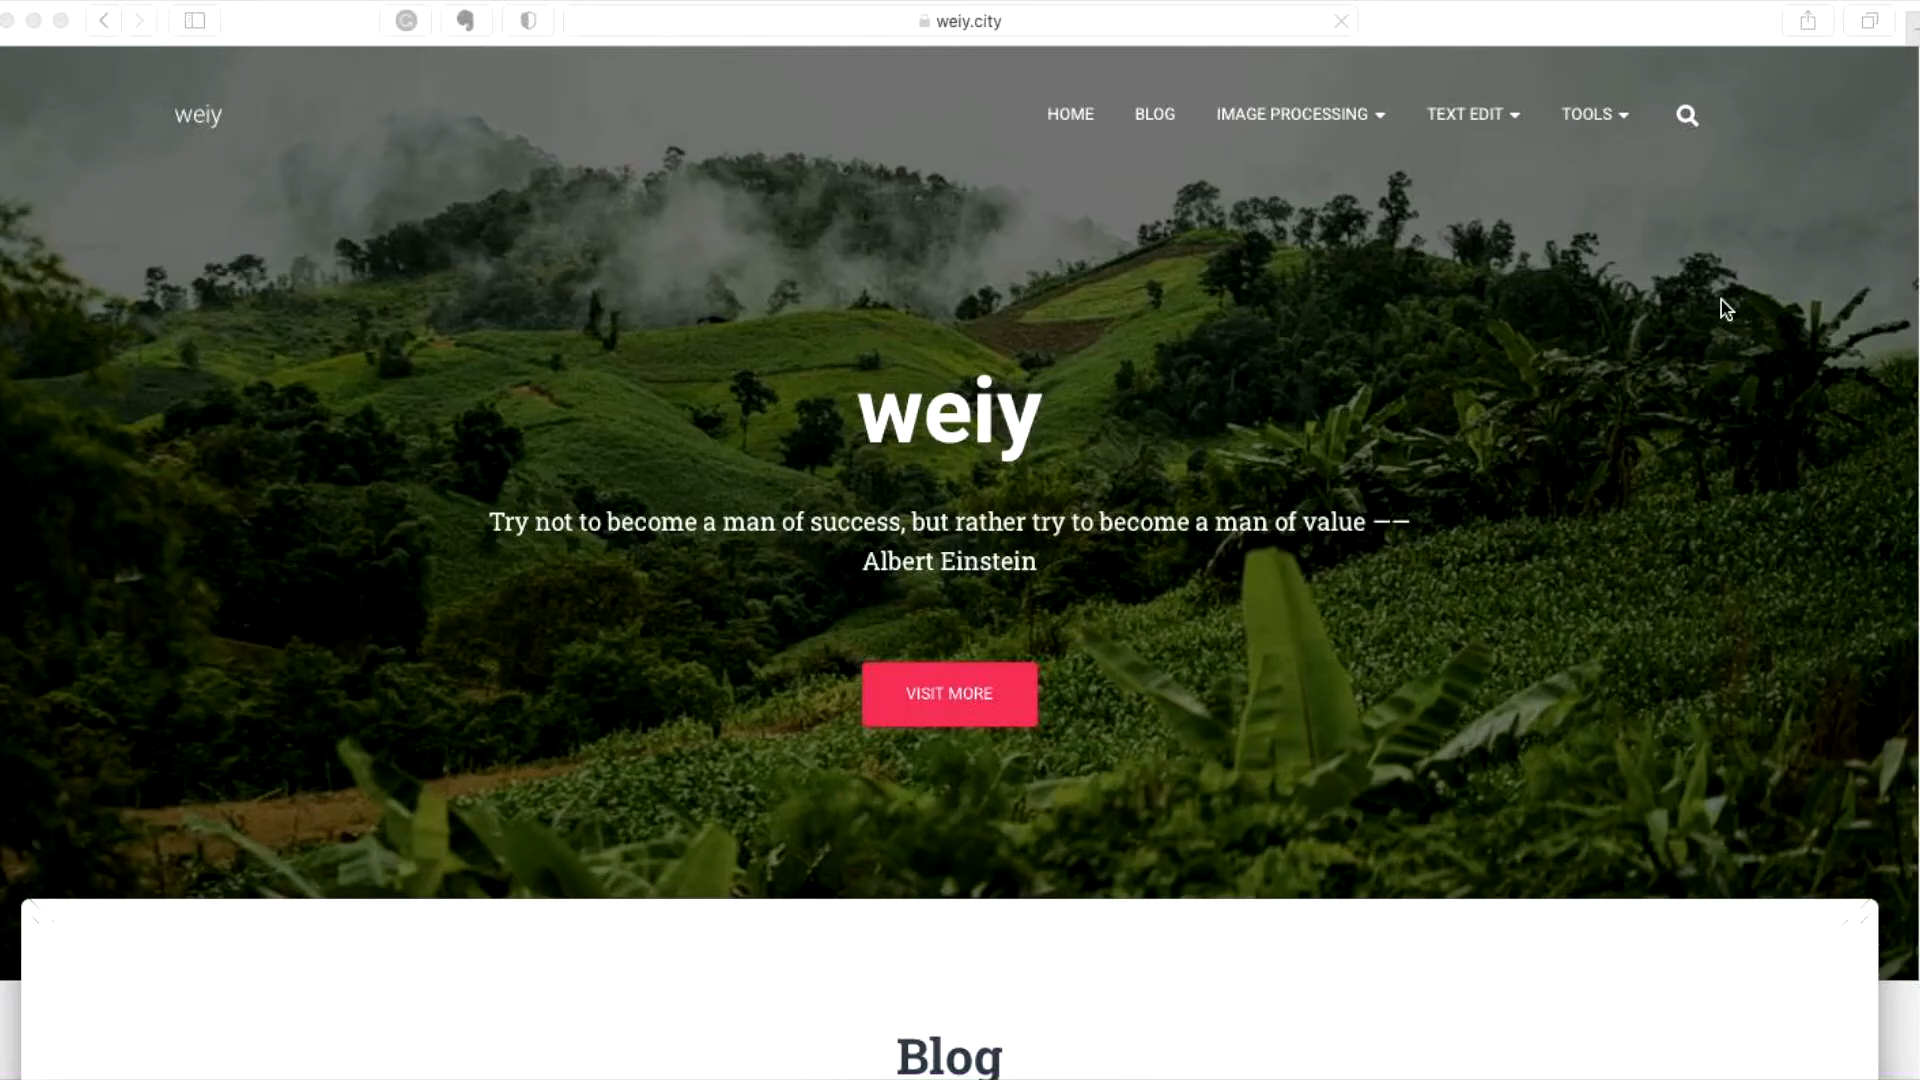 weiy.city
weiy
HOME
BLOG
IMAGE PROCESSING
TEXT EDIT
TOOLS
weiy
Try not to become a man of success, but rather try to become a man of value ——
Albert Einstein
VISIT MORE
Blog